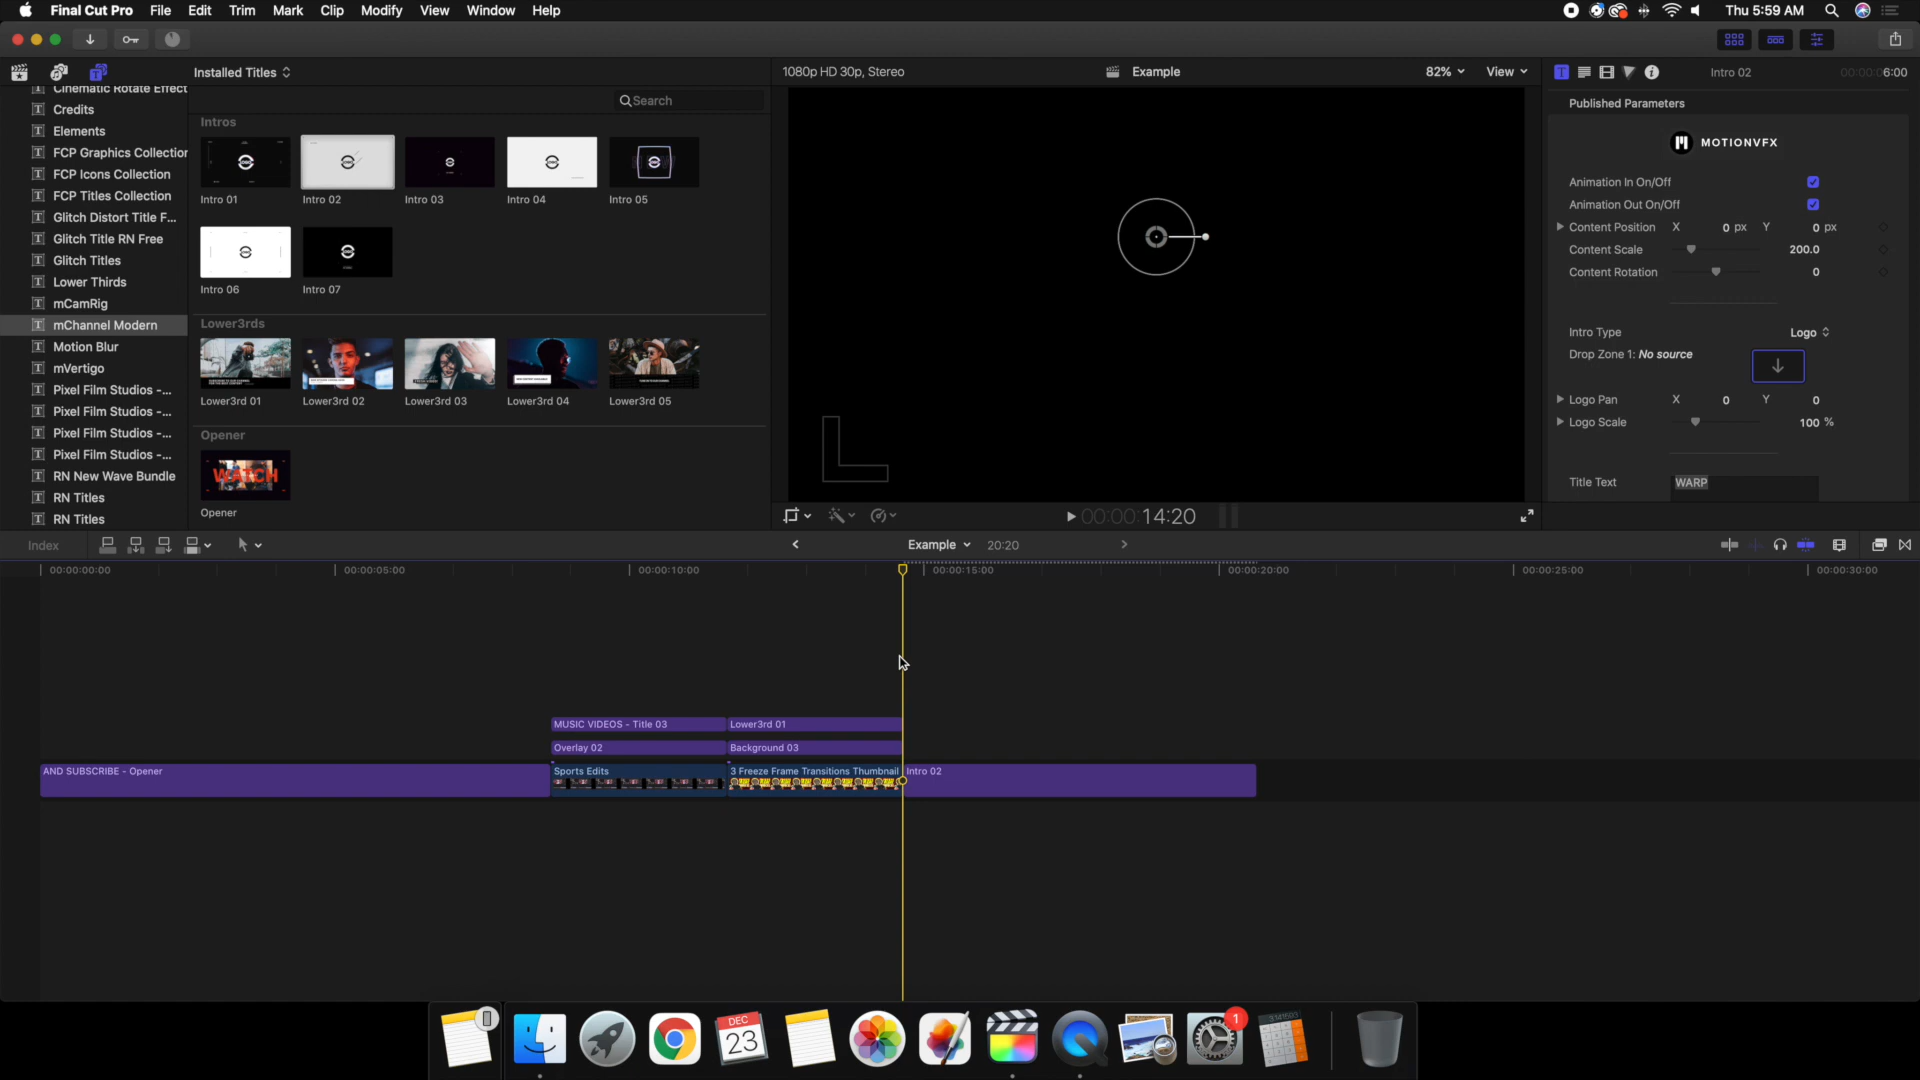 Final Cut Pro File Edit Trim Mark Clip Modify View Window Help Thu 5:59 AM
Installed Titles 1080p HD 30p, Stereo Example 82% View Intro 02 00:00:06:00
Cinematic Rotate Effect
Credits
Elements
FCP Graphics Collection
FCP Icons Collection
FCP Titles Collection
Glitch Distort Title F...
Glitch Title RN Free
Glitch Titles
Lower Thirds
mCamRig
mChannel Modern
Motion Blur
mVertigo
Pixel Film Studios -...
Pixel Film Studios -...
Pixel Film Studios -...
Pixel Film Studios -...
RN New Wave Bundle
RN Titles
RN Titles
Search
Intros
Intro 01 Intro 02 Intro 03 Intro 04 Intro 05
Intro 06 Intro 07
Lower3rds
Lower3rd 01 Lower3rd 02 Lower3rd 03 Lower3rd 04 Lower3rd 05
Opener
WATCH
Opener
Published Parameters
MOTIONVFX
Animation In On/Off
Animation Out On/Off
Content Position X 0 px Y 0 px
Content Scale 200.0
Content Rotation 0
Intro Type Logo
Drop Zone 1: No source
Logo Pan X 0 Y 0
Logo Scale 100 %
Title Text WARP
00:00:14:20
Index Example 20:20
00:00:00:00 00:00:05:00 00:00:10:00 00:00:15:00 00:00:20:00 00:00:25:00 00:00:30:00
MUSIC VIDEOS - Title 03 Lower3rd 01
Overlay 02 Background 03
AND SUBSCRIBE - Opener Sports Edits 3 Freeze Frame Transitions Thumbnail Intro 02
DEC
23
1